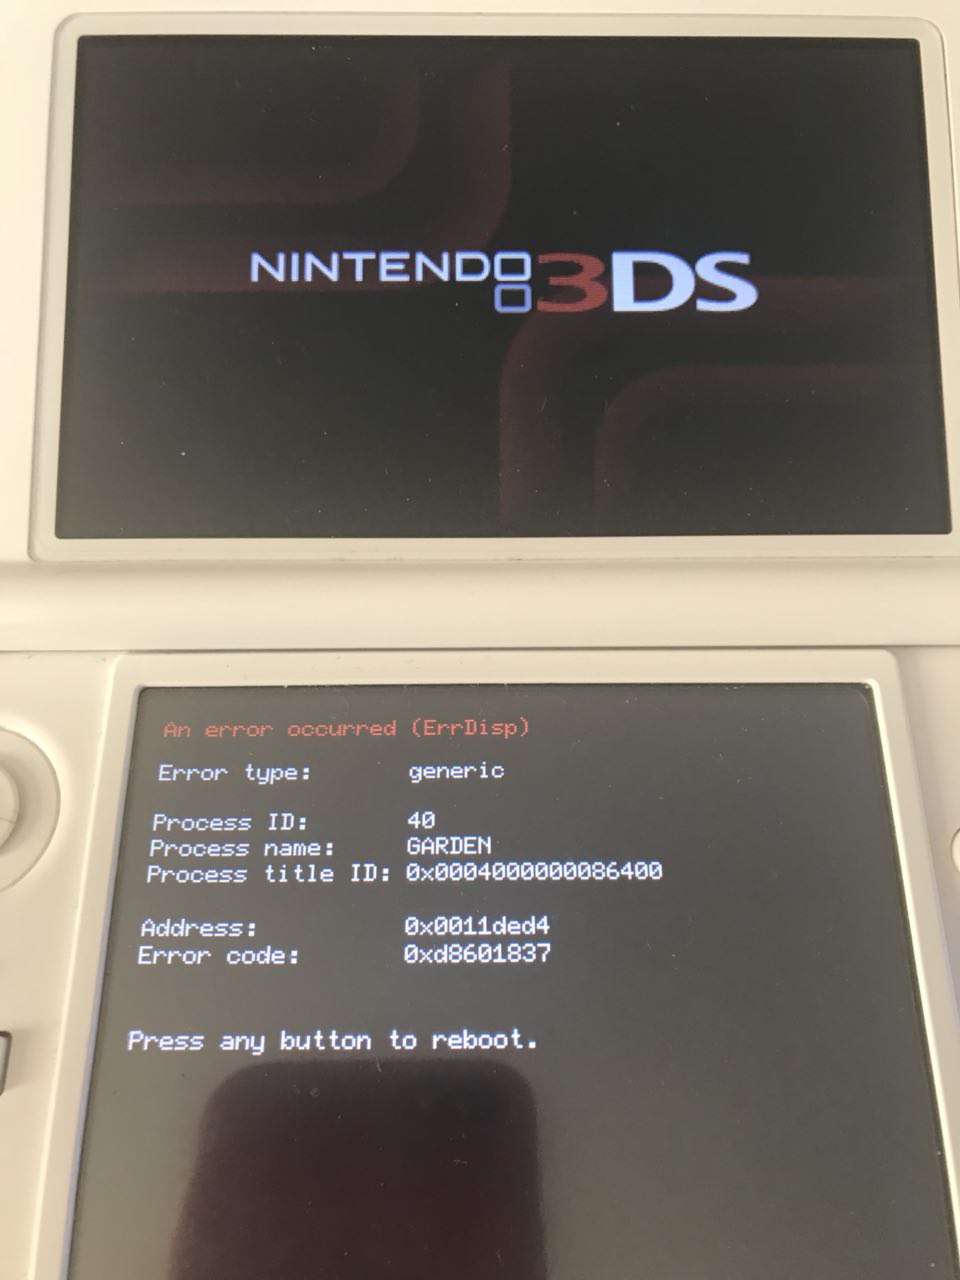 NINTENDO 3DS
An error occurred (ErrDisp)
Error type: generic
Process ID: 40
Process name: GARDEN
Process title ID: 0x0004000000086400
Address: 0x0011ded4
Error code: 0xd8601837
Press any button to reboot.